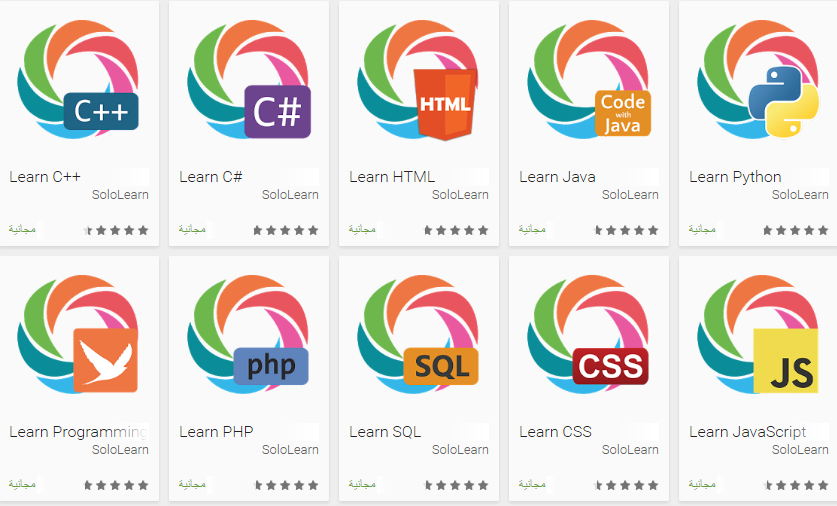 C++
C#
HTML
Code
with
Java
Learn C++
Learn C#
Learn HTML
Learn Java
Learn Python
SoloLearn
SoloLearn
SoloLearn
SoloLearn
SoloLearn
مجانية
مجانية
مجانية
مجانية
مجانية
php
SQL
CSS
JS
Learn Programming
Learn PHP
Learn SQL
Learn CSS
Learn JavaScript
SoloLearn
SoloLearn
SoloLearn
SoloLearn
SoloLearn
مجانية
مجانية
مجانية
مجانية
مجانية